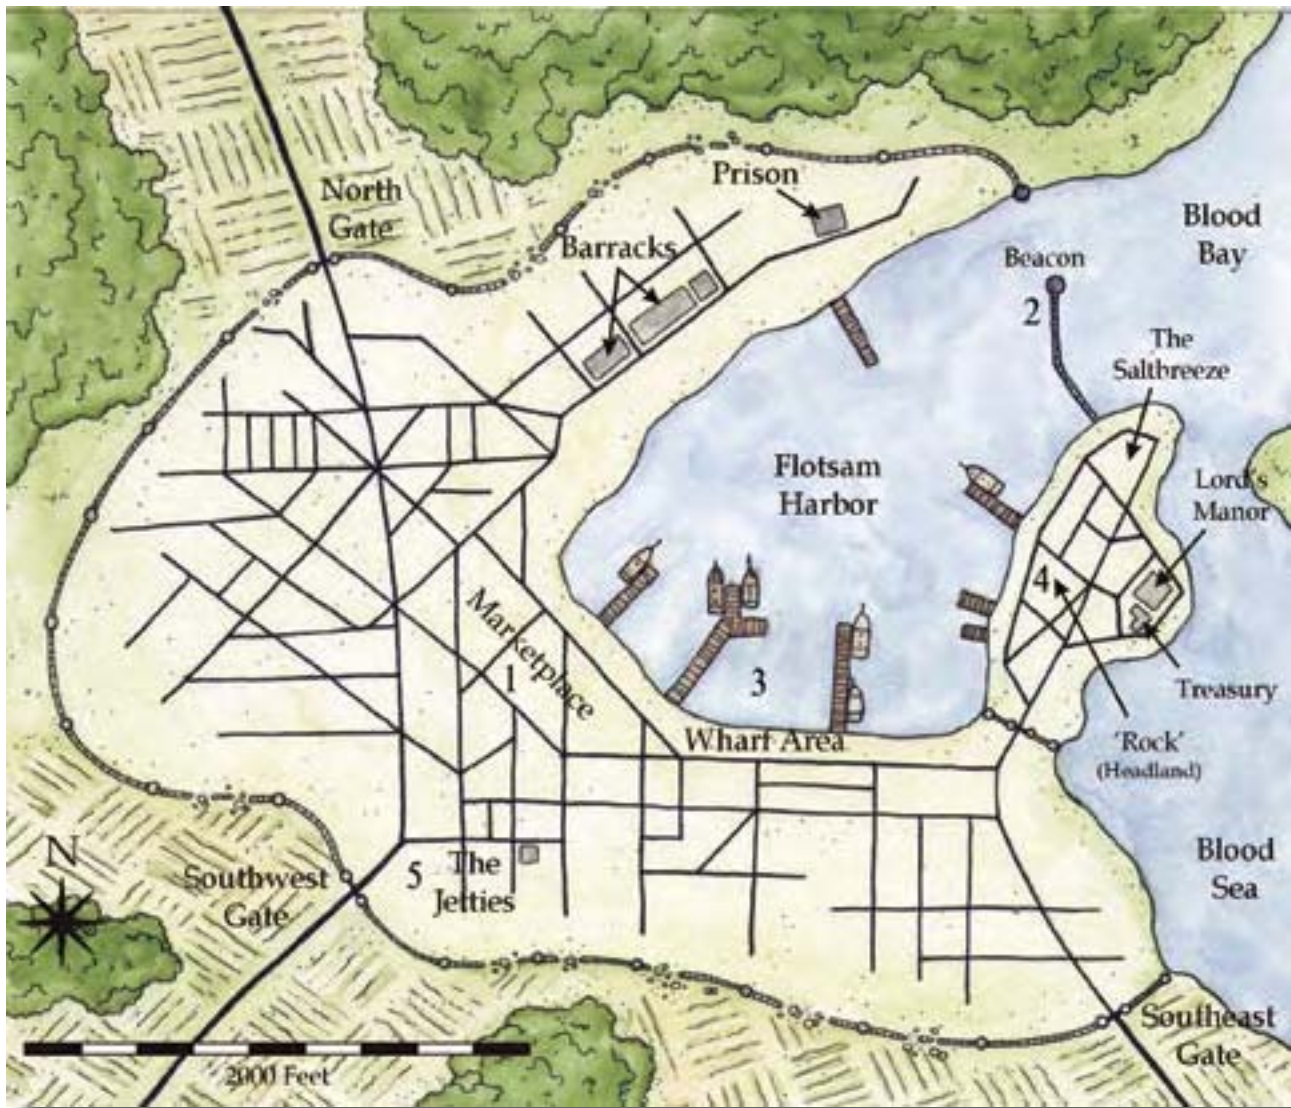 Prison
North
Gate
Blood
Bay
Barracks
Beacon
2
The
Saltbreeze
Flotsam
Harbor
Lord's
Manor
4
Marketplace
1
3
Treasury
Wharf Area
'Rock'
(Headland)
N
Southwest
Gate
5
The
Jetties
Blood
Sea
Southeast
Gate
2000 Feet